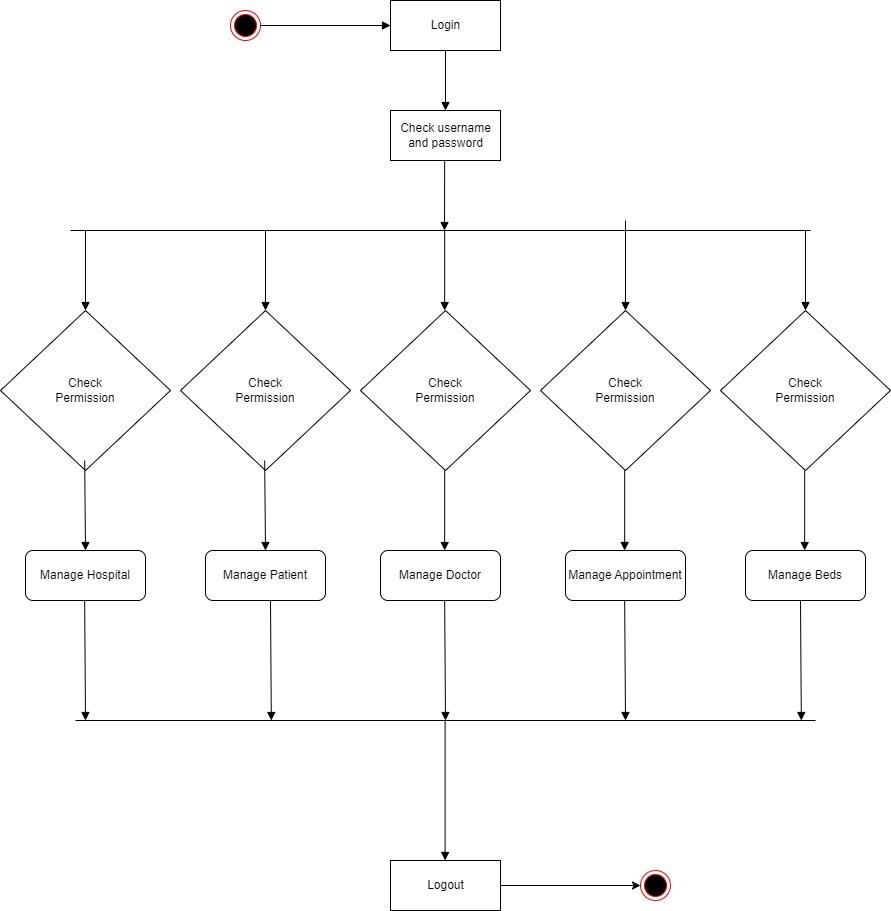 Login
Check username
and password
Check
Permission
Check
Permission
Check
Permission
Check
Permission
Check
Permission
Manage Hospital
Manage Patient
Manage Doctor
Manage Appointment
Manage Beds
Logout